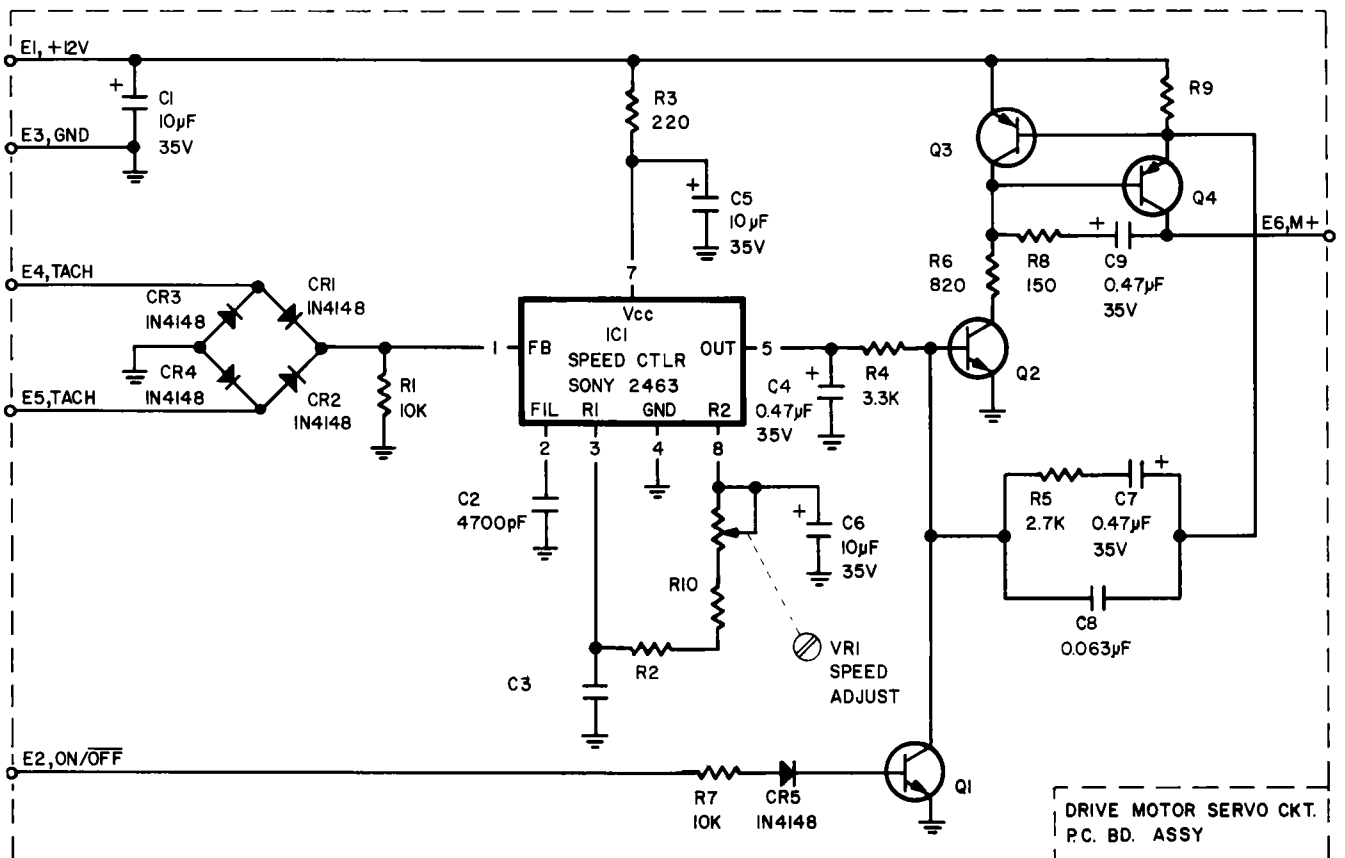 E1, +12V
C1
10µF
35V
+
E3, GND
R3
220
+
C5
10µF
35V
Q3
R9
Q4
E6, M+
R6
820
R8
150
+
C9
0.47µF
35V
E4, TACH
CR3
1N4148
CR1
1N4148
CR4
1N4148
CR2
1N4148
E5, TACH
R1
10K
7
Vcc
IC1
SPEED CTLR
SONY 2463
1
FB
OUT
5
FIL
R1
GND
R2
2
3
4
8
+
C4
0.47µF
35V
R4
3.3K
Q2
C2
4700pF
+
C6
10µF
35V
R10
R2
C3
VR1
SPEED
ADJUST
R5
2.7K
+
C7
0.47µF
35V
C8
0.063µF
E2, ON/OFF
R7
10K
CR5
1N4148
Q1
DRIVE MOTOR SERVO CKT.
P.C. BD. ASSY